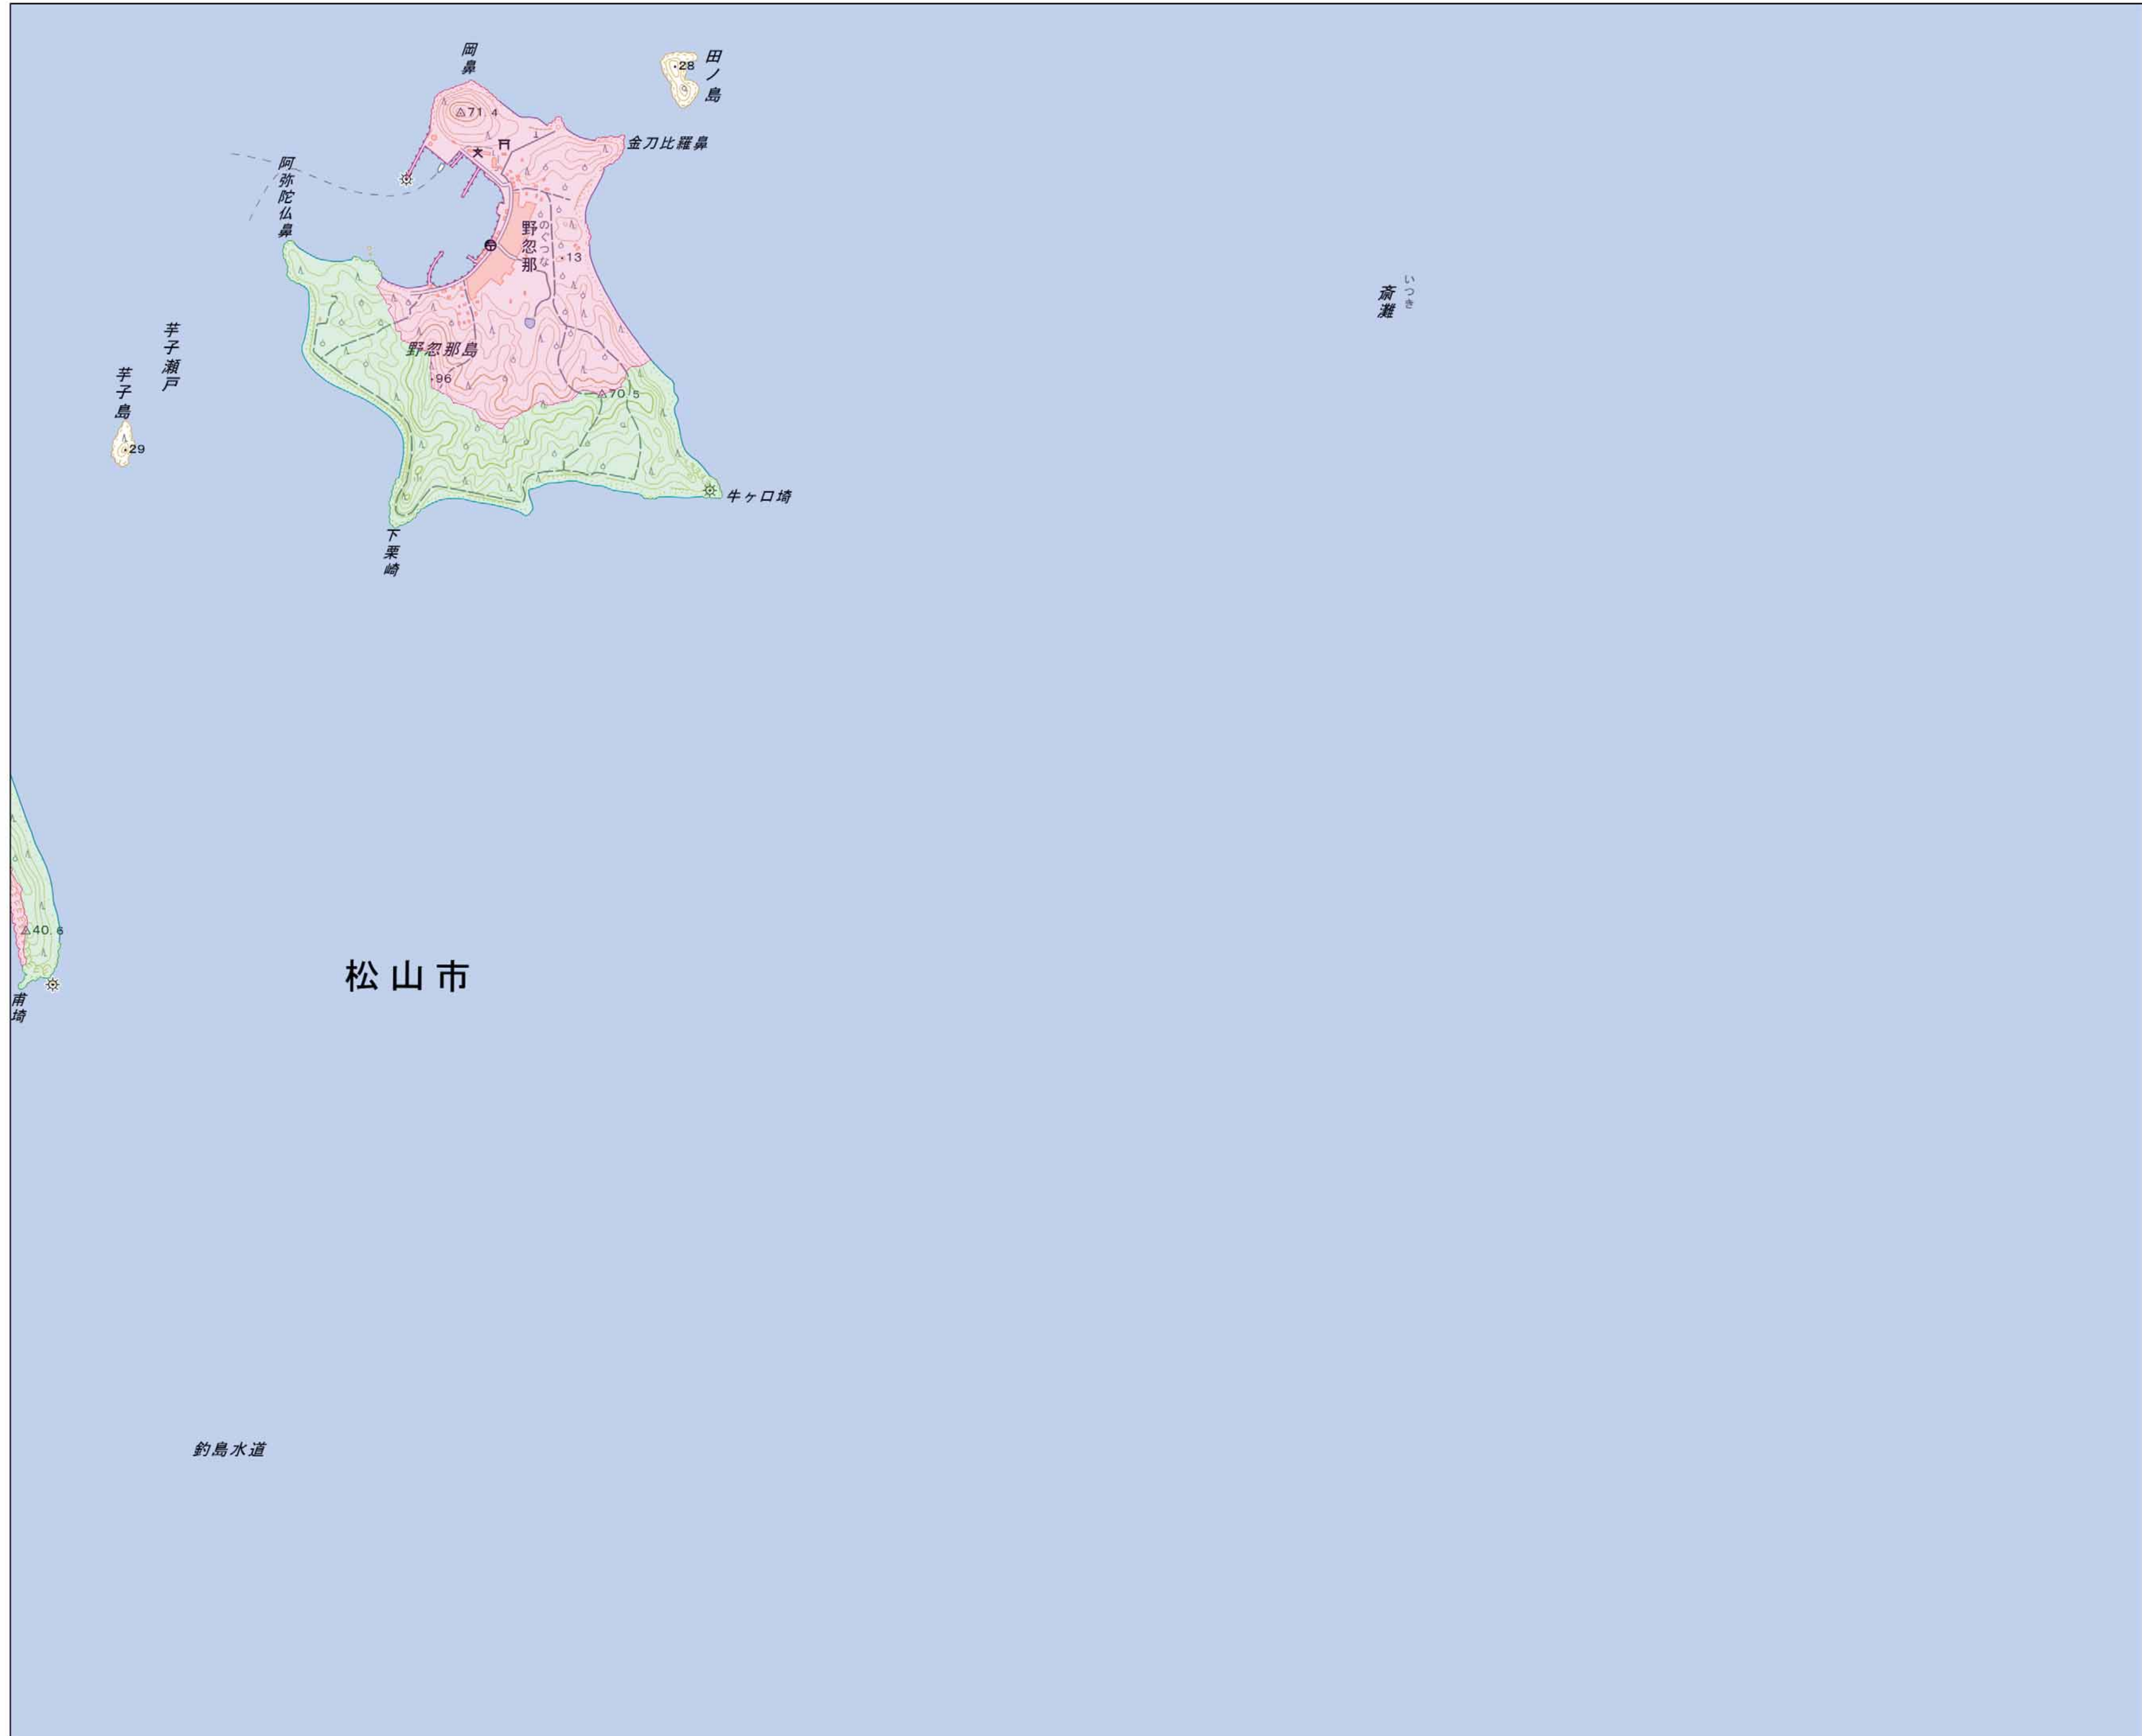 岡鼻
田ノ島
28
71.4
金刀比羅鼻
阿弥陀仏鼻
野忽那
のぐつな
13
斎灘
いつき
芋子瀬戸
野忽那島
芋子島
96
70.5
29
牛ヶ口埼
下栗崎
40.6
松山市
甫埼
釣島水道